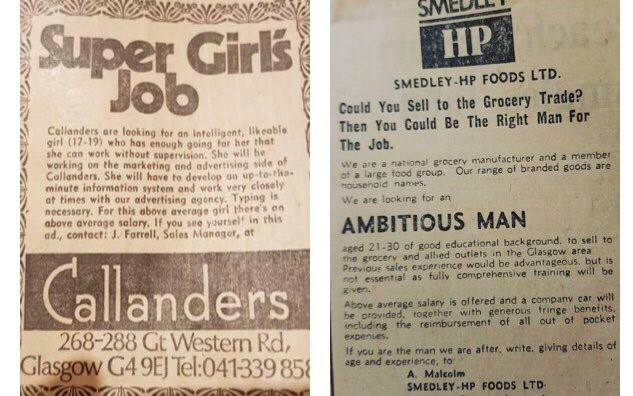 Super Girl's
Job
Callanders are looking for an intelligent, likeable
girl (17-19) who has enough going for her that
she can work without supervision. She will be
working on the marketing and advertising side of
Callanders. She will have to develop an up-to-the-
minute information system and work very closely
at times with our advertising agency. Typing is
necessary. For this above average girl there's an
above average salary. If you see yourself in this
ad., contact: J. Farrell, Sales Manager, at
Callanders
268-288 Gt Western Rd,
Glasgow G4 9EJ Tel:041-339 858
SMEDLEY
HP
SMEDLEY-HP FOODS LTD.
Could You Sell to the Grocery Trade?
Then You Could Be The Right Man For
The Job.
We are a national grocery manufacturer and a member
of a large food group. Our range of branded goods are
household names.
We are looking for an
AMBITIOUS MAN
aged 21-30 of good educational background, to sell to
the grocery and allied outlets in the Glasgow area
Previous sales experience would be advantageous, but is
not essential as fully comprehensive training will be
given.
Above average salary is offered and a company car will
be provided, together with generous fringe benefits,
including the reimbursement of all out of pocket
expenses.
If you are the man we are after, write, giving details of
age and experience, to:
A. Malcolm
SMEDLEY-HP FOODS LTD.